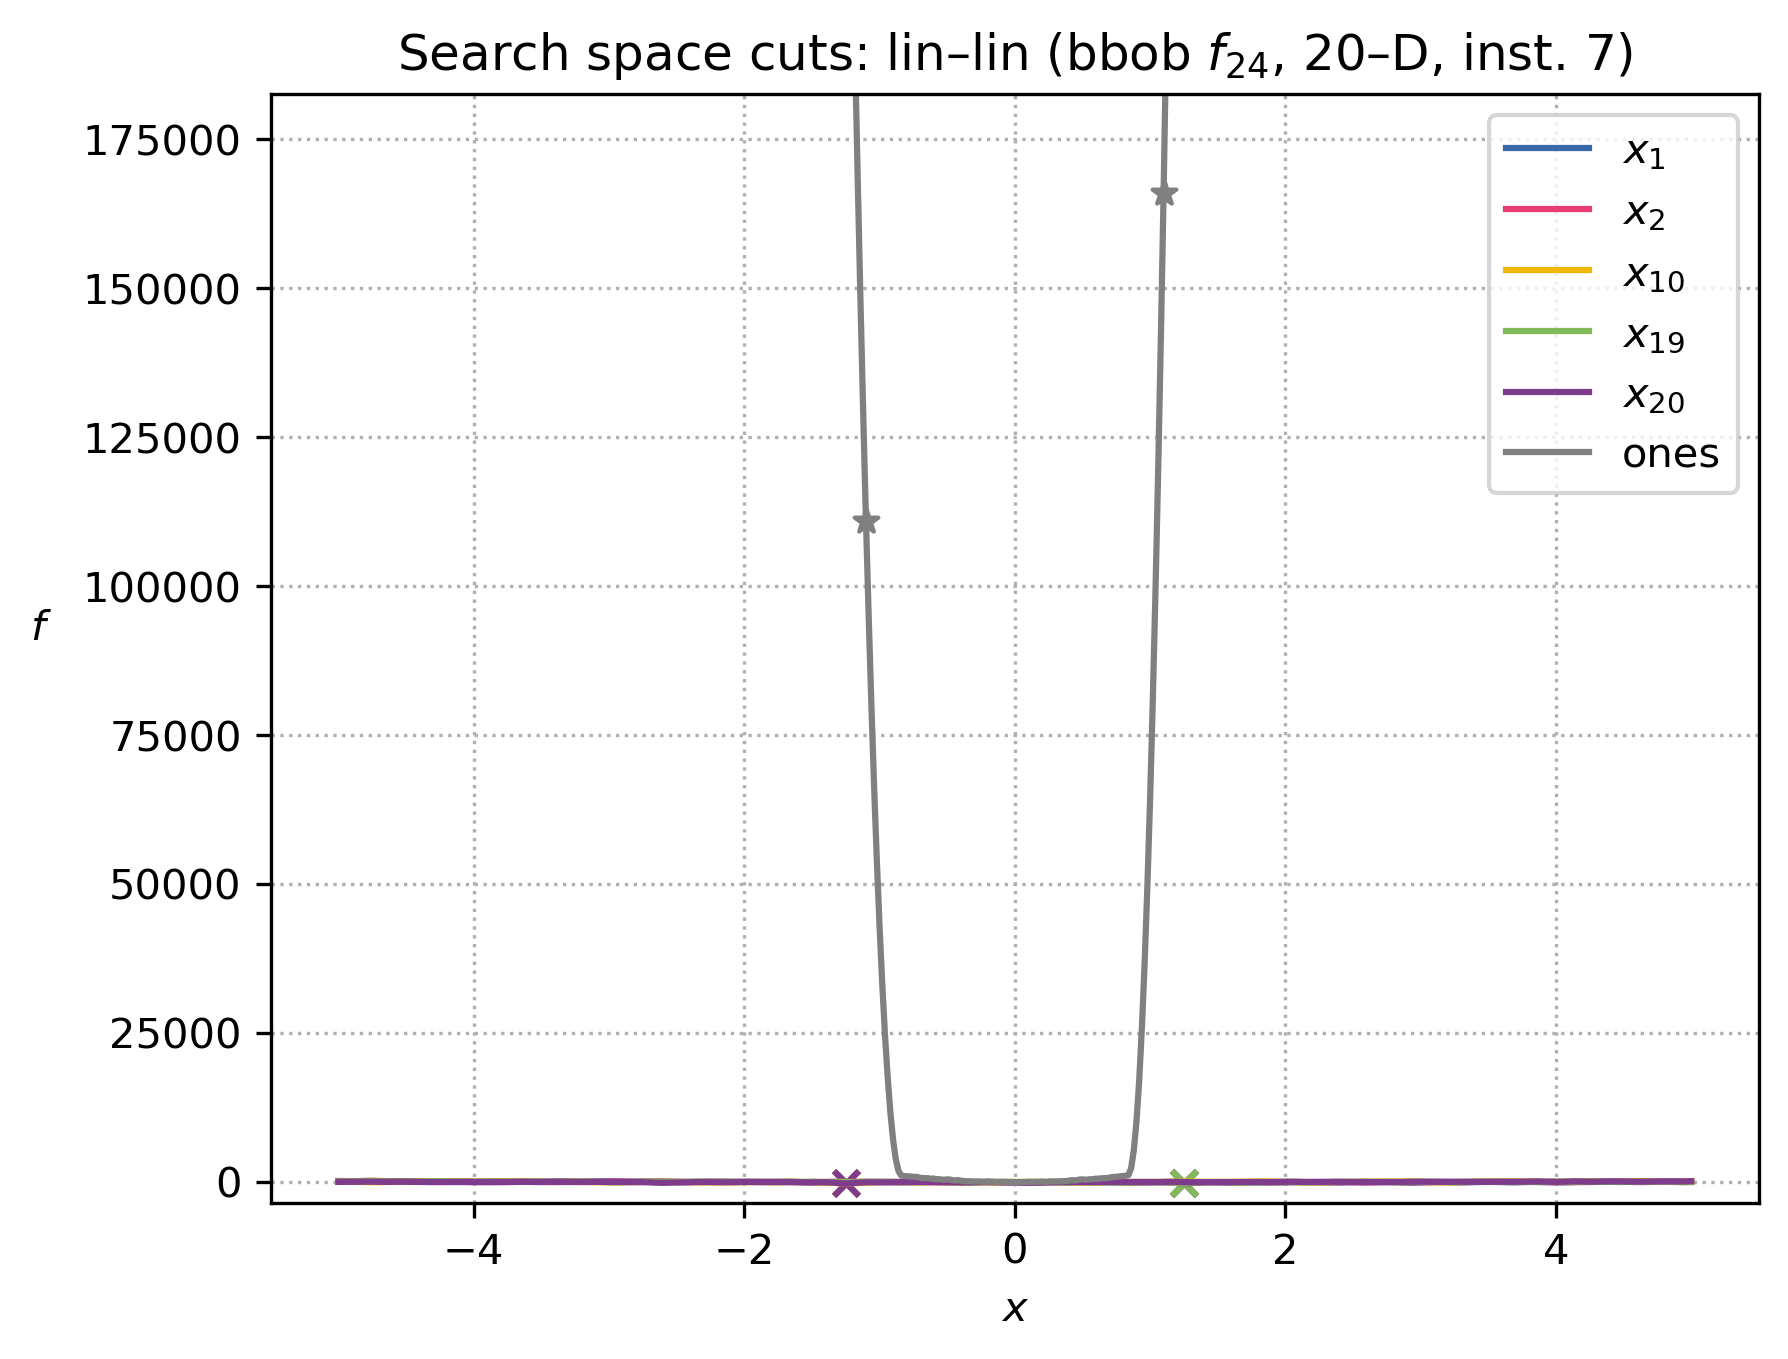 Search space cuts: lin–lin (bbob f₂₄, 20–D, inst. 7)
175000
150000
125000
100000
75000
50000
25000
0
f
x₁
x₂
x₁₀
x₁₉
x₂₀
ones
−4 −2 0 2 4
x